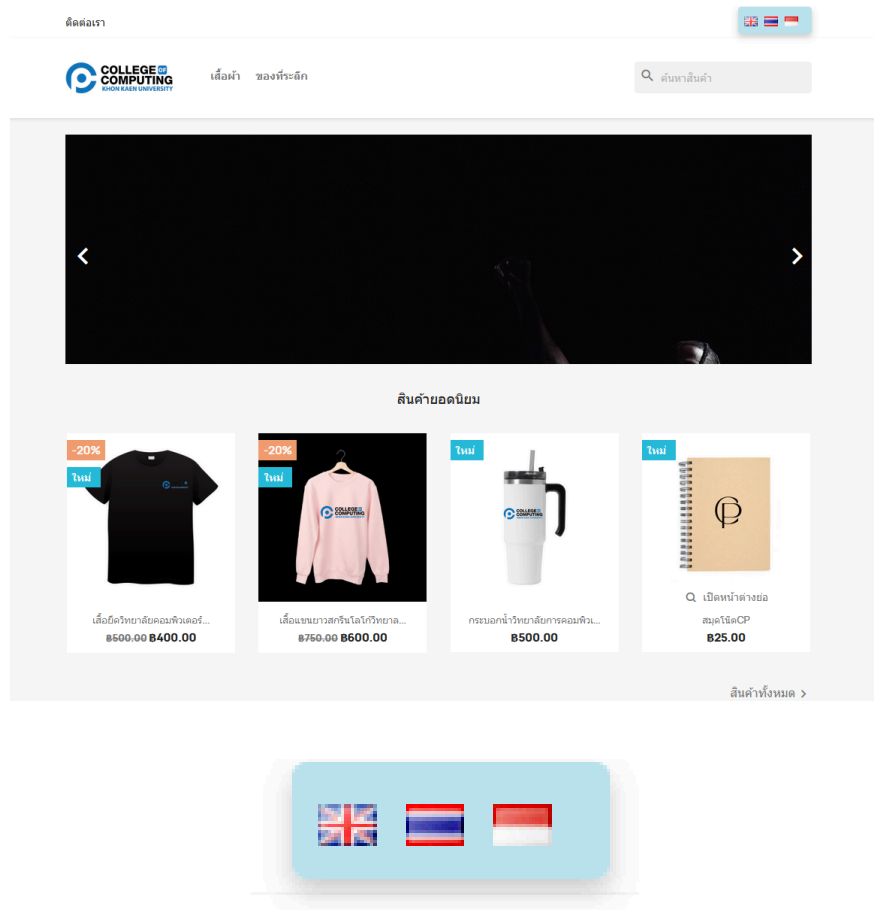 ติดต่อเรา
COLLEGE OF
COMPUTING
KHON KAEN UNIVERSITY
เสื้อผ้า ของที่ระลึก
ค้นหาสินค้า
สินค้ายอดนิยม
-20%
ใหม่
เสื้อยืดวิทยาลัยคอมพิวเตอร์...
฿500.00 ฿400.00
-20%
ใหม่
COLLEGE OF
COMPUTING
เสื้อแขนยาวสกรีนโลโก้วิทยาล...
฿750.00 ฿600.00
ใหม่
COLLEGE OF
COMPUTING
กระบอกน้ำวิทยาลัยการคอมพิวเ...
฿500.00
ใหม่
CP
เปิดหน้าต่างย่อ
สมุดโน๊ตCP
฿25.00
สินค้าทั้งหมด